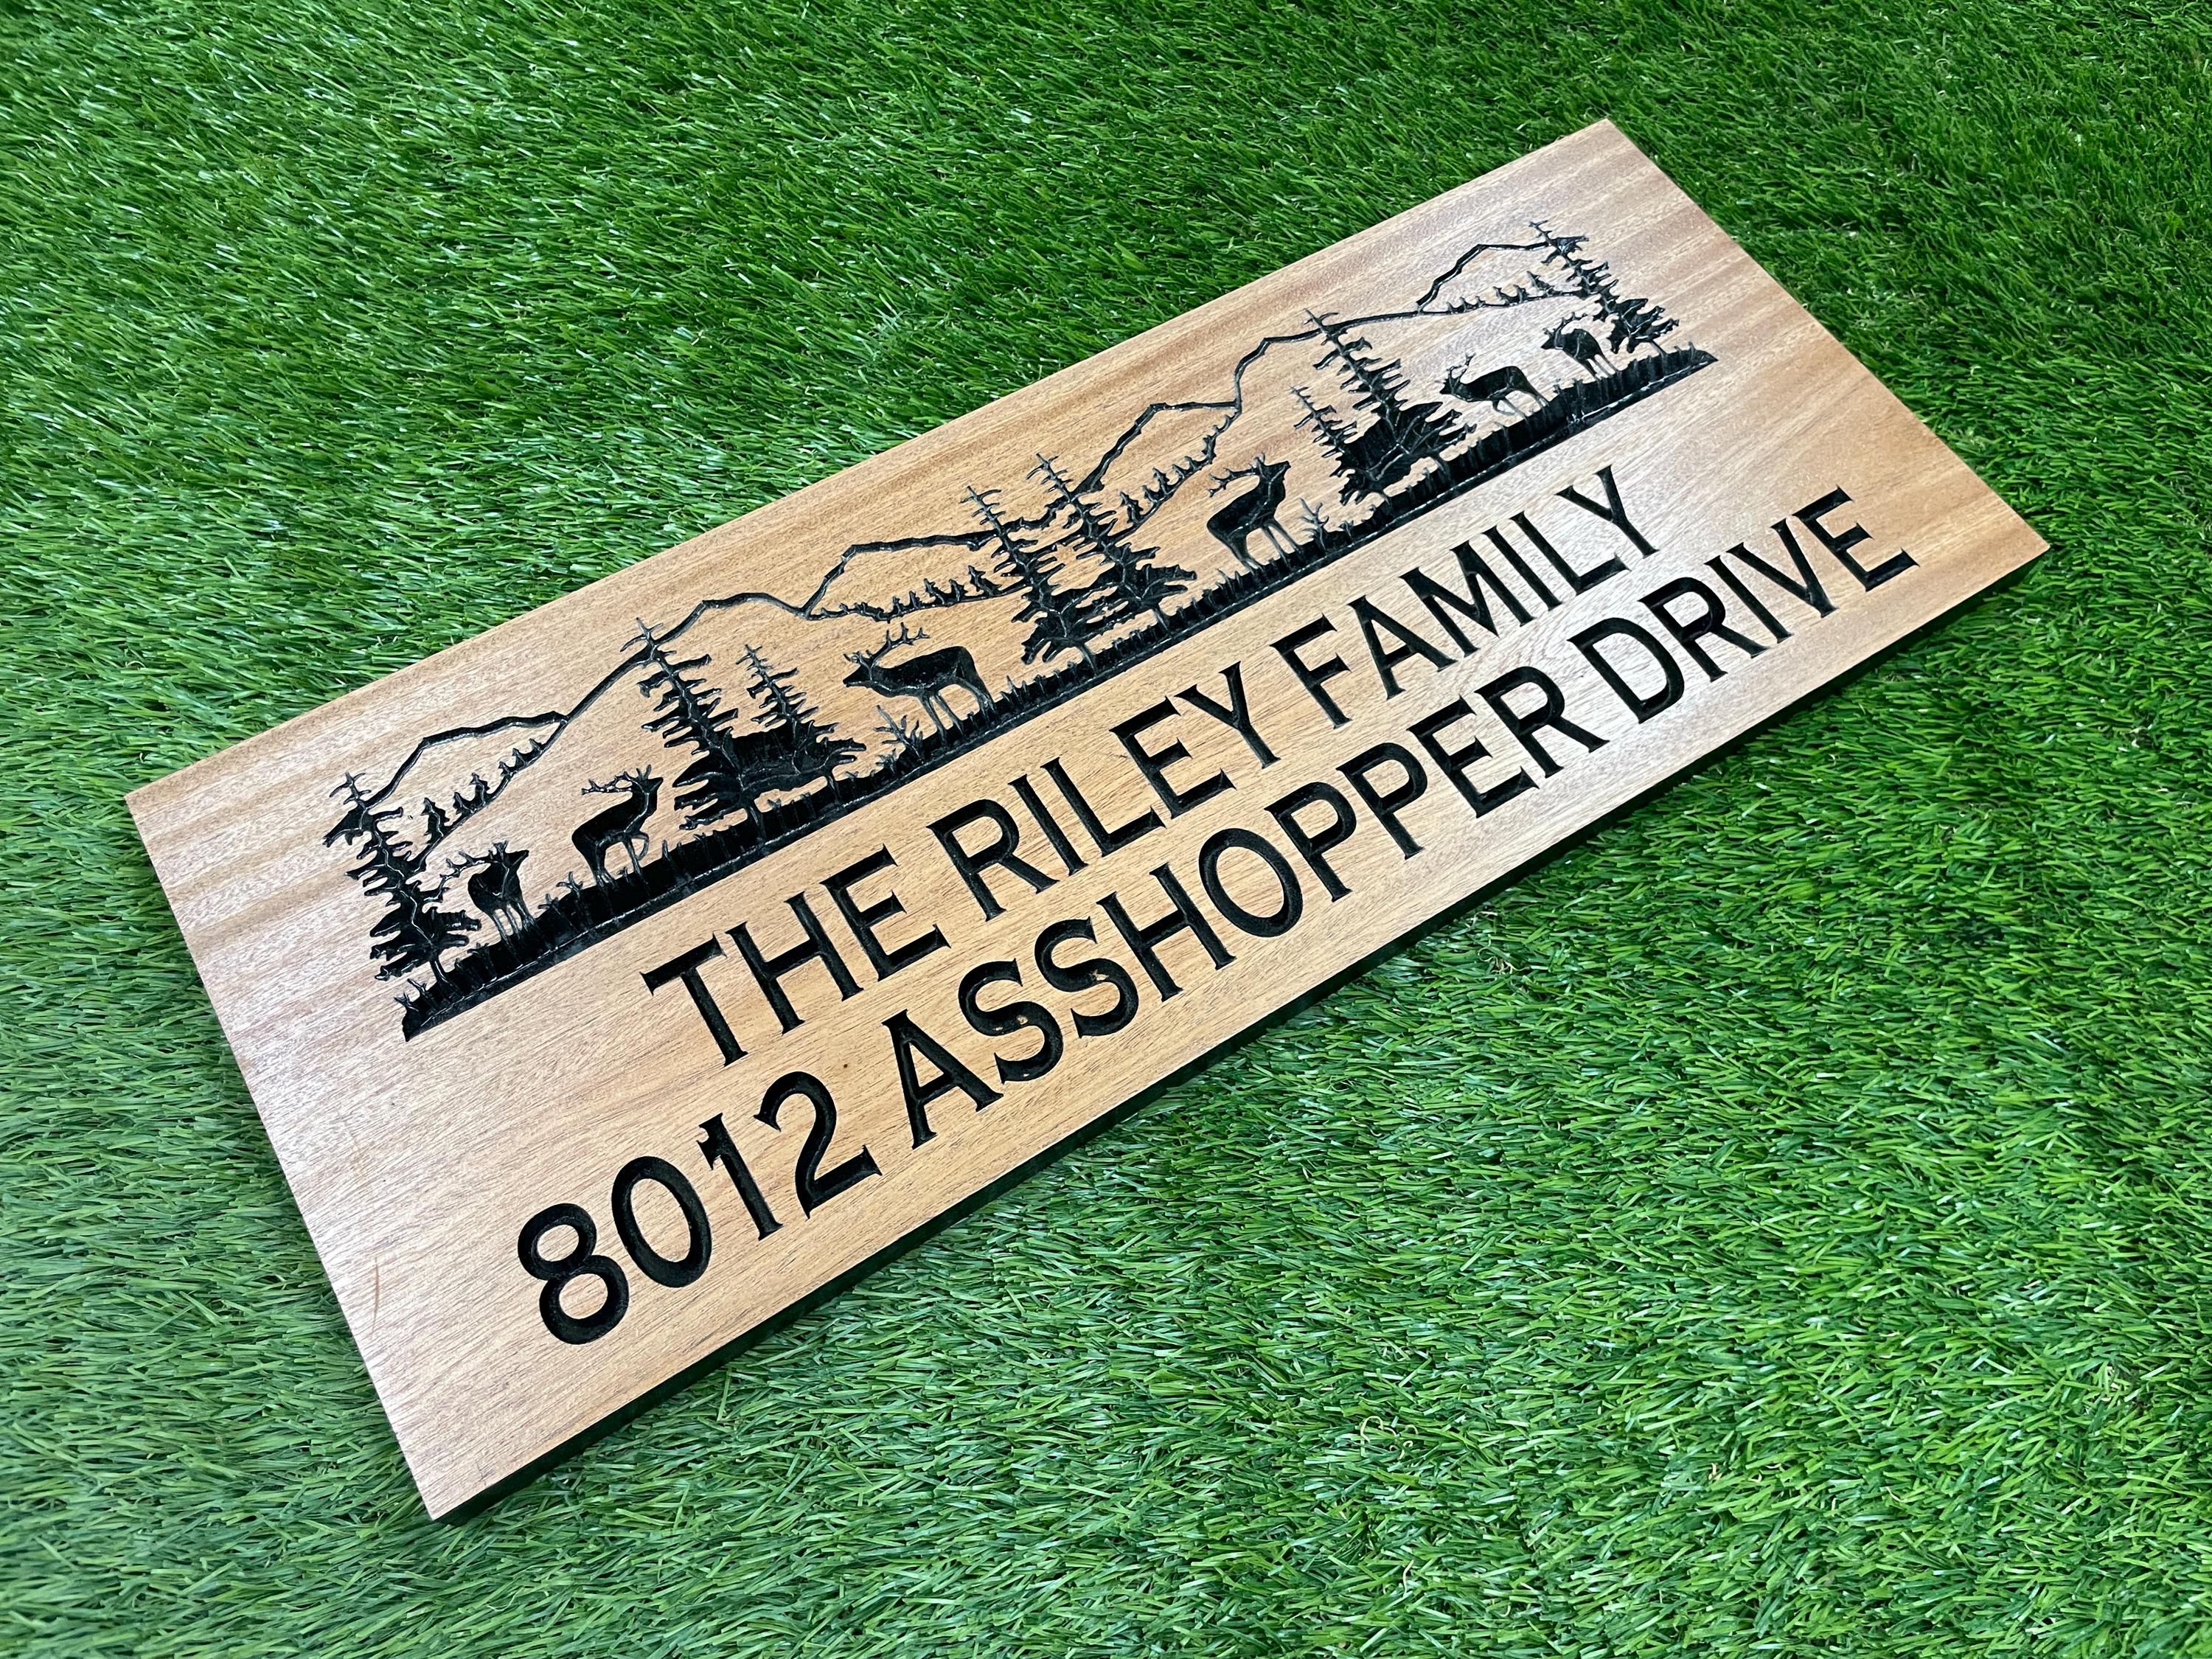 THE RILEY FAMILY
8012 ASSHOPPER DRIVE